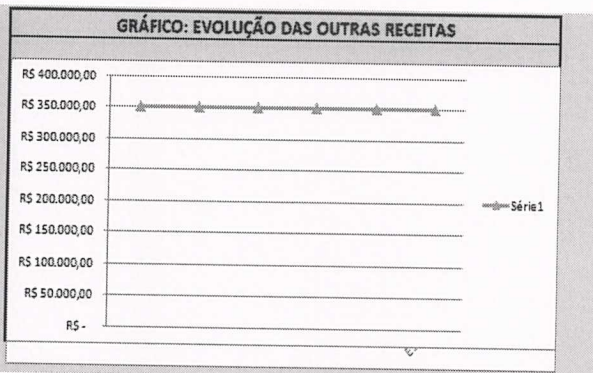 GRÁFICO: EVOLUÇÃO DAS OUTRAS RECEITAS
R$ 400.000,00
R$ 350.000,00
R$ 300.000,00
R$ 250.000,00
R$ 200.000,00
R$ 150.000,00
R$ 100.000,00
R$ 50.000,00
R$ -
Série1